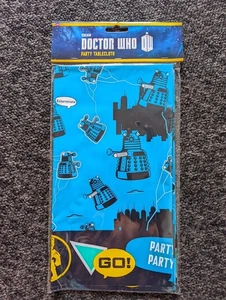 BBC
DOCTOR WHO
PARTY TABLECLOTH
Exterminate
GO!
PARTY
PARTY